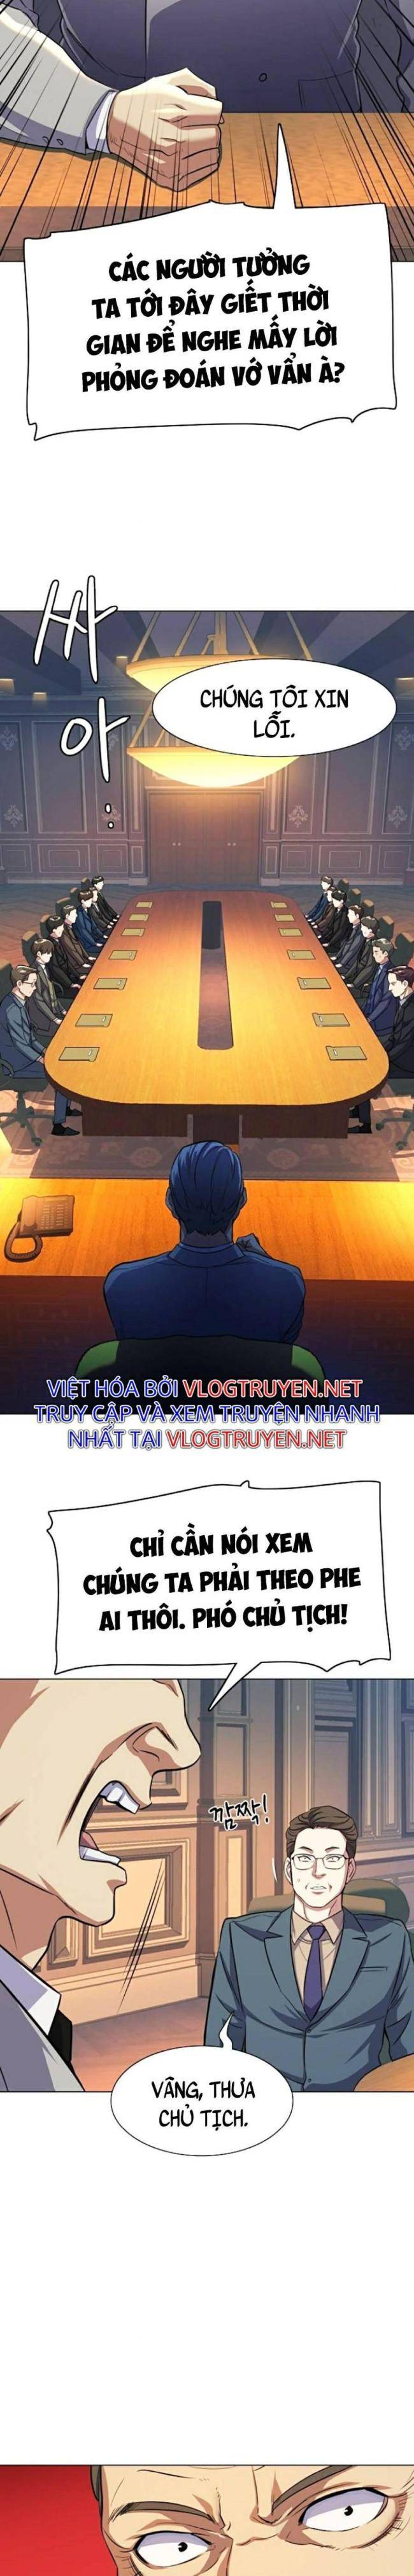 CÁC NGƯỜI TƯỞNG
TA TỚI ĐÂY GIẾT THỜI
GIAN ĐỂ NGHE MẤY LỜI
PHỎNG ĐOÁN VỚ VẨN À?
싸
아
CHÚNG TÔI XIN
LỖI.
VIỆT HÓA BỞI VLOGTRUYEN.NET
TRUY CẬP VÀ XEM TRUYỆN NHANH
NHẤT TẠI VLOGTRUYEN.NET
CHỈ CẦN NÓI XEM
CHÚNG TA PHẢI THEO PHE
AI THÔI. PHÓ CHỦ TỊCH!
깜짝!
VÂNG, THƯA
CHỦ TỊCH.